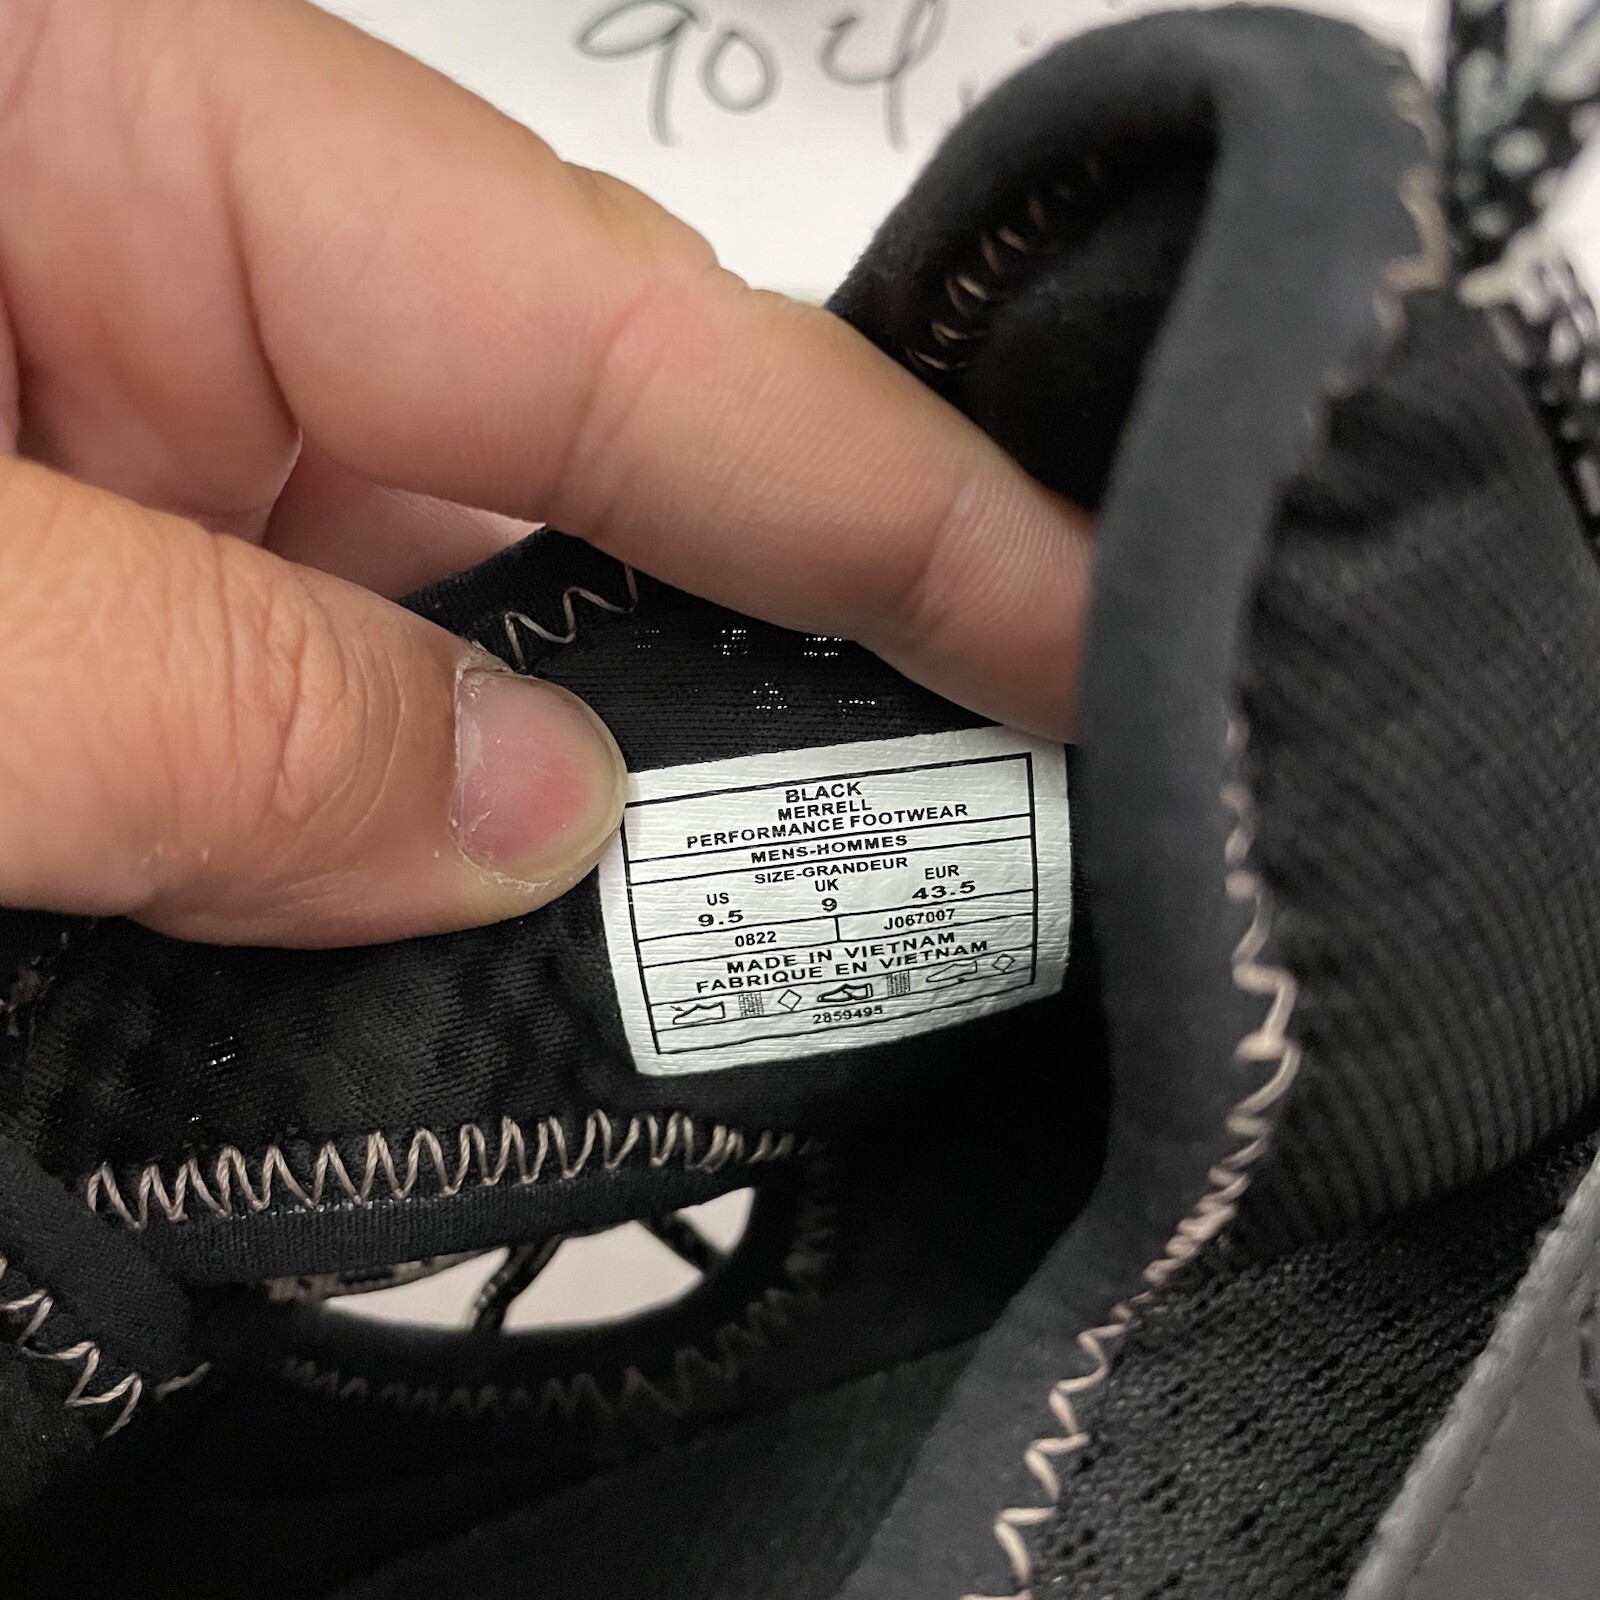 904
BLACK
MERRELL
PERFORMANCE FOOTWEAR
MENS-HOMMES
SIZE-GRANDEUR
US UK EUR
9.5 9 43.5
0822 J067007
MADE IN VIETNAM
FABRIQUE EN VIETNAM
2859495